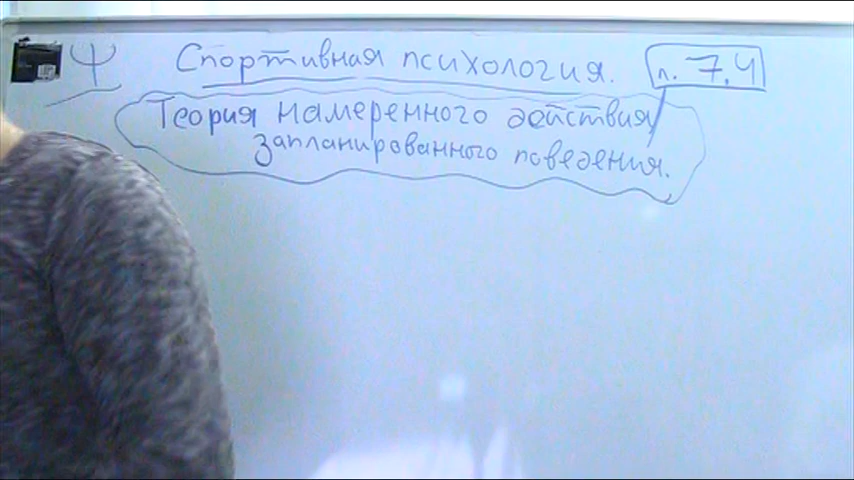 Ψ Спортивная психология. п. 7.4
Теория намеренного действия/
запланированного поведения.